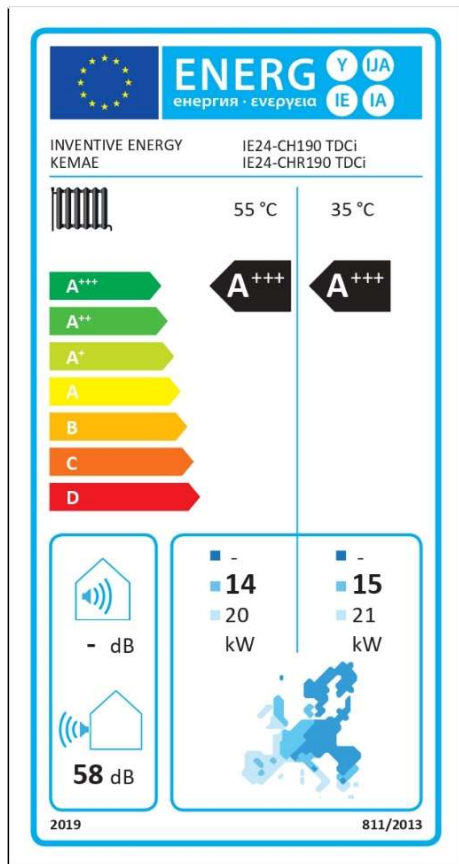 ENERG
Y IJA
IE IA
енергия · ενεργεια
INVENTIVE ENERGY
KEMAE
IE24-CH190 TDCi
IE24-CHR190 TDCi
55 °C
35 °C
A+++
A+++
A+++
A++
A+
A
B
C
D
- dB
58 dB
-
14
20
kW
-
15
21
kW
2019
811/2013